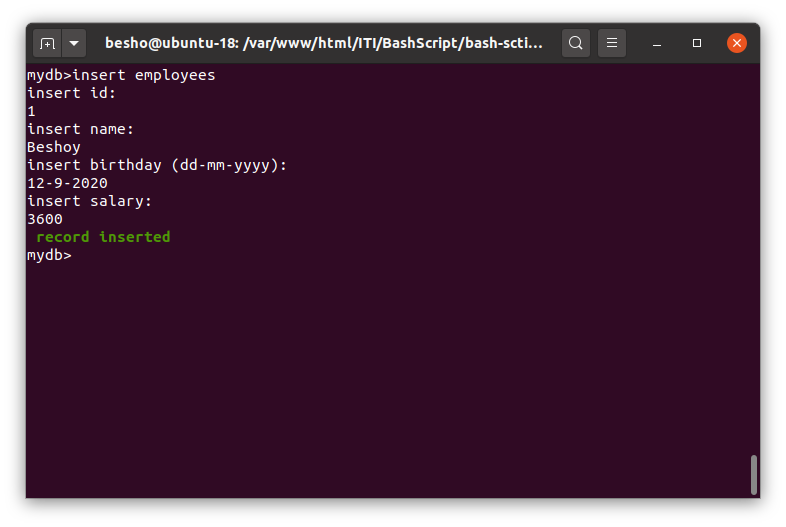 besho@ubuntu-18: /var/www/html/ITI/BashScript/bash-scti...
mydb>insert employees
insert id:
1
insert name:
Beshoy
insert birthday (dd-mm-yyyy):
12-9-2020
insert salary:
3600
record inserted
mydb>